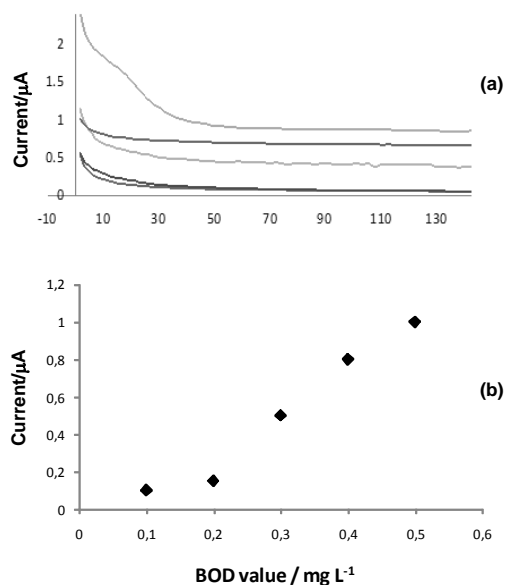 Current/µA
2
1.5
1
0.5
0
-10 10 30 50 70 90 110 130
(a)
Current/µA
1,2
1
0,8
0,6
0,4
0,2
0
0 0,1 0,2 0,3 0,4 0,5 0,6
(b)
BOD value / mg L⁻¹